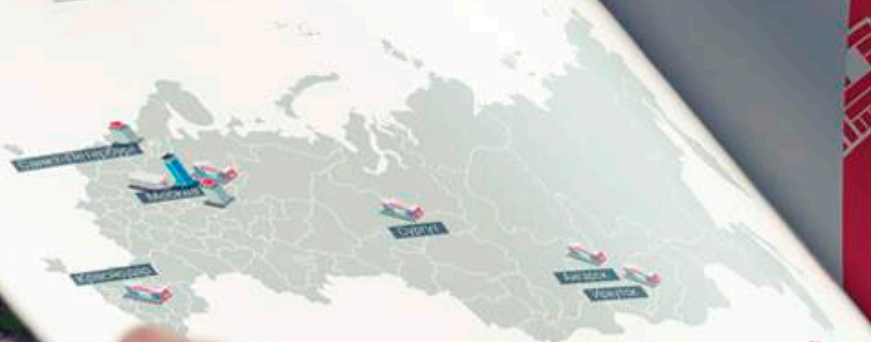 Санкт-Петербург
Москва
Сургут
Краснодар
Ангарск
Иркутск